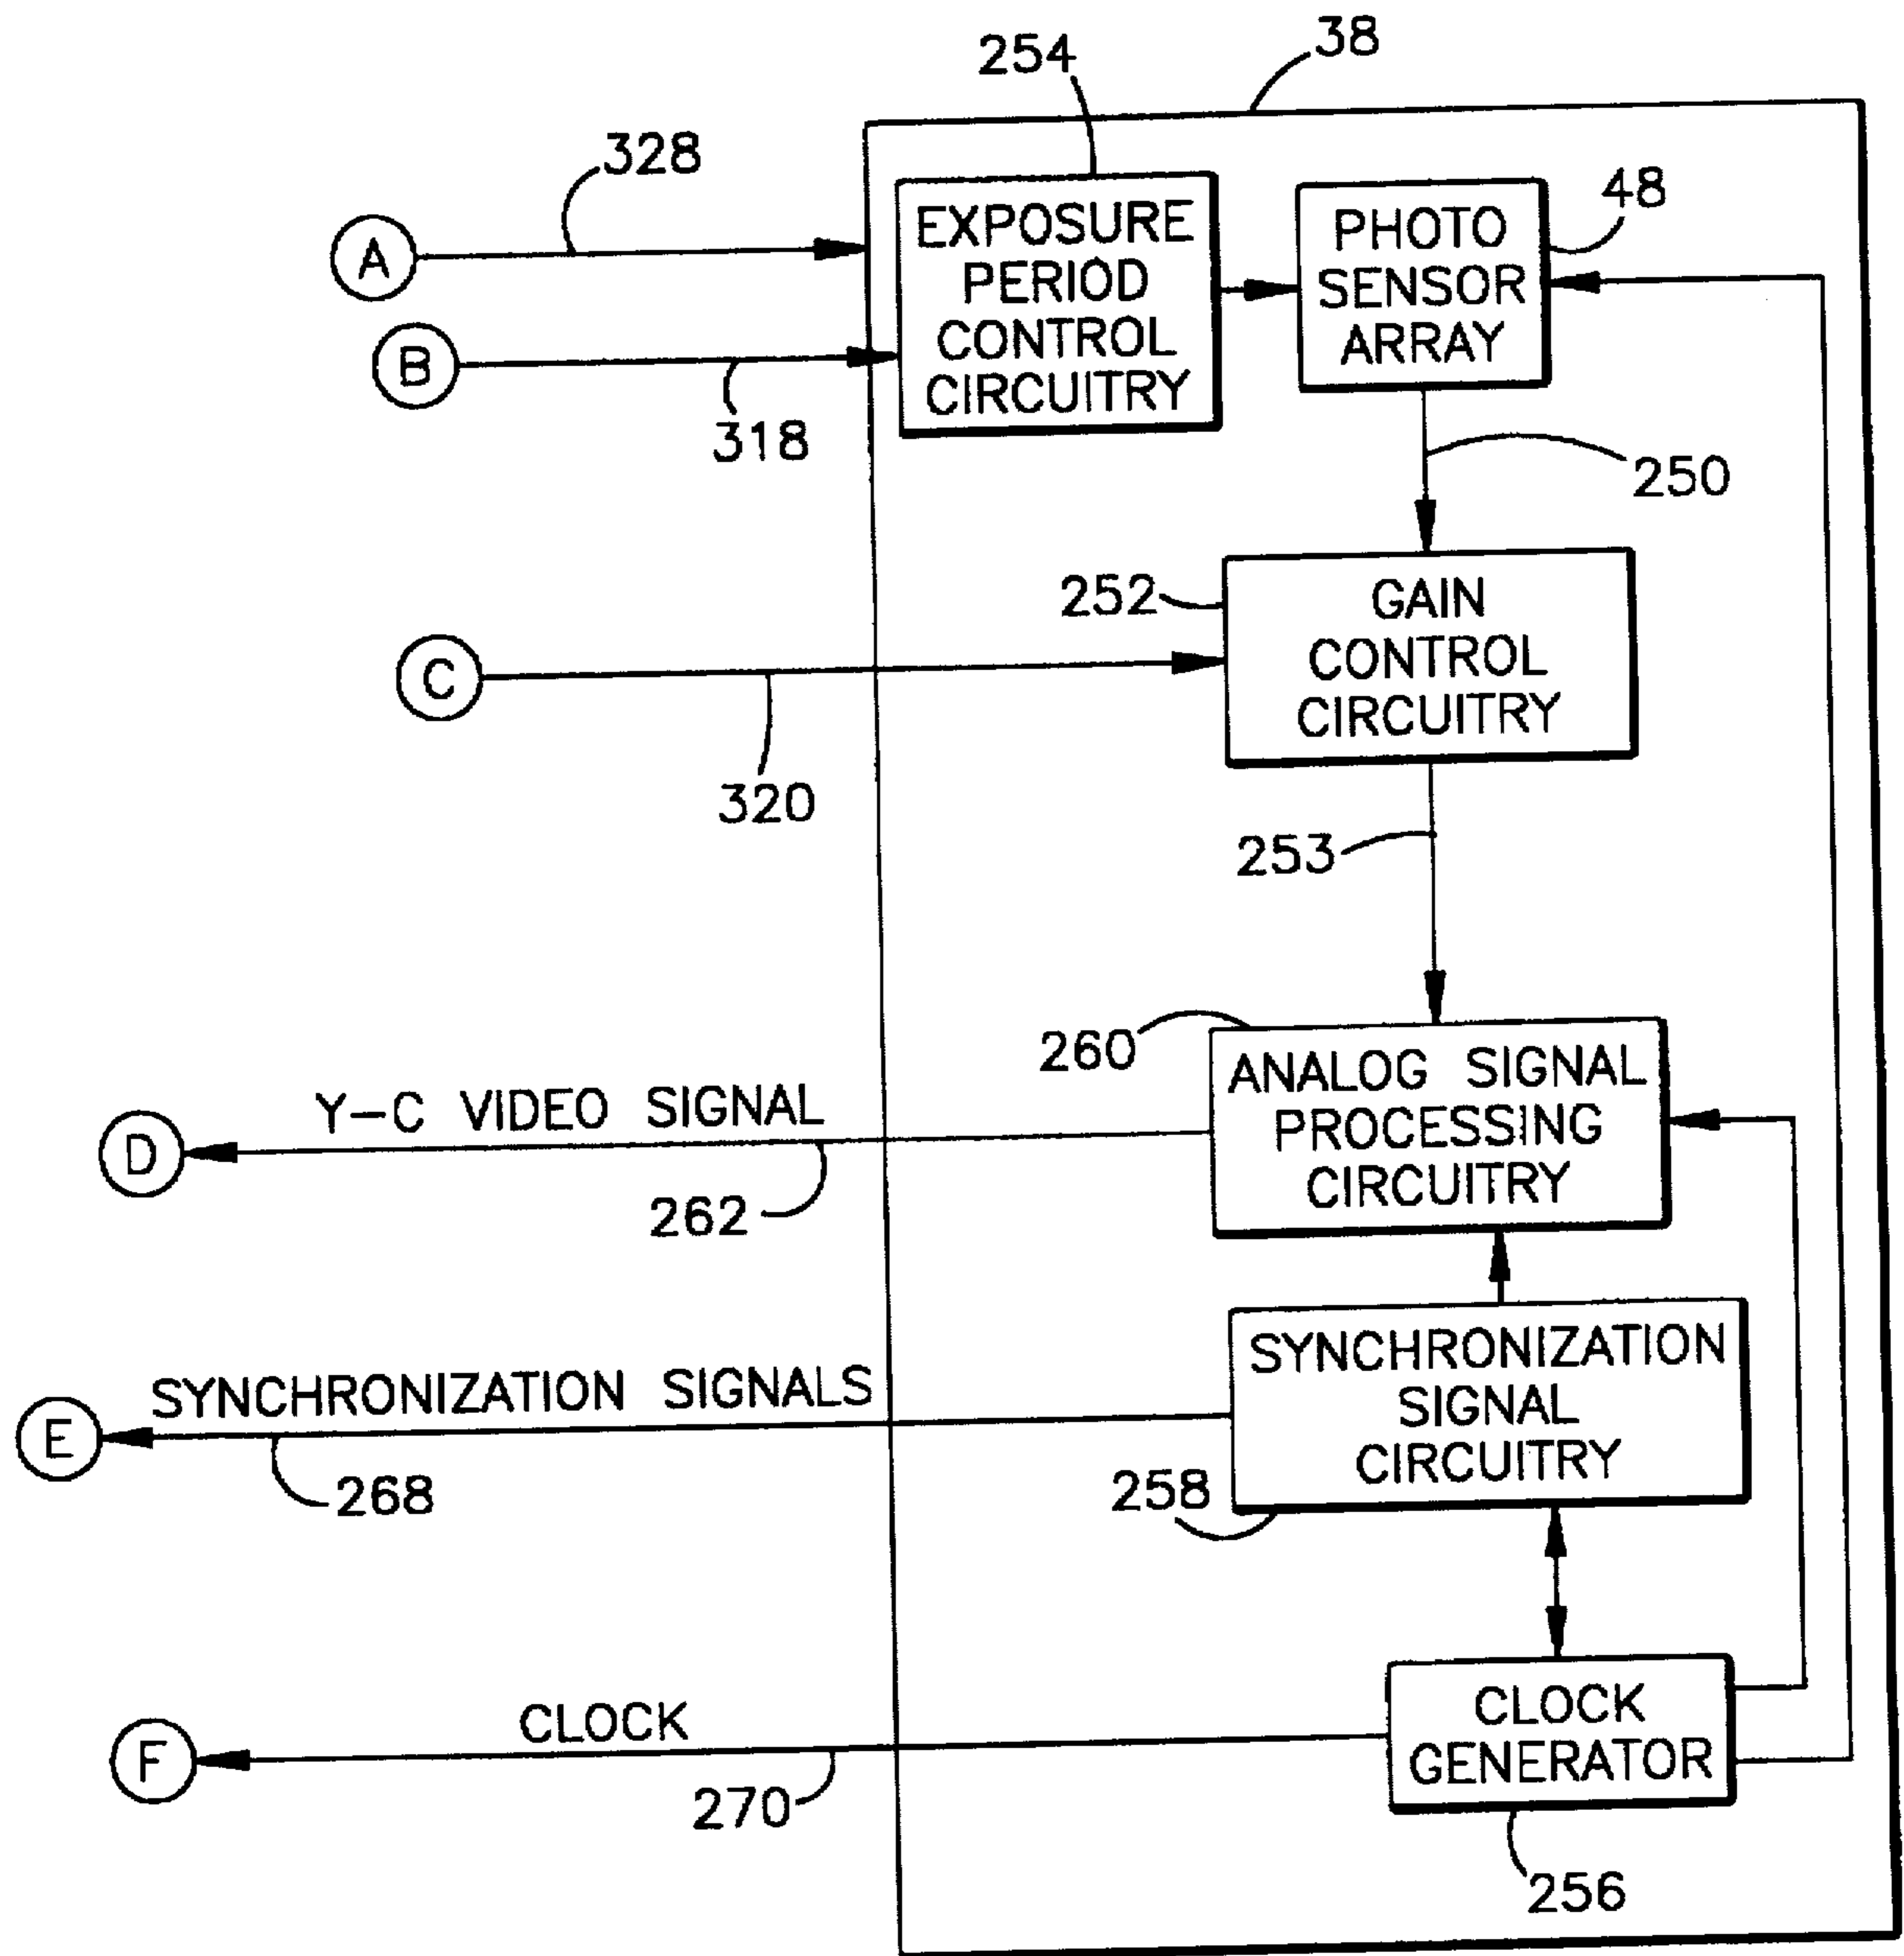 38
254
328
A
EXPOSURE
PERIOD
CONTROL
CIRCUITRY
PHOTO
SENSOR
ARRAY
48
B
318
250
252
GAIN
CONTROL
CIRCUITRY
C
320
253
260
ANALOG SIGNAL
PROCESSING
CIRCUITRY
Y-C VIDEO SIGNAL
D
262
SYNCHRONIZATION
SIGNAL
CIRCUITRY
SYNCHRONIZATION SIGNALS
E
268
258
CLOCK
GENERATOR
CLOCK
F
270
256